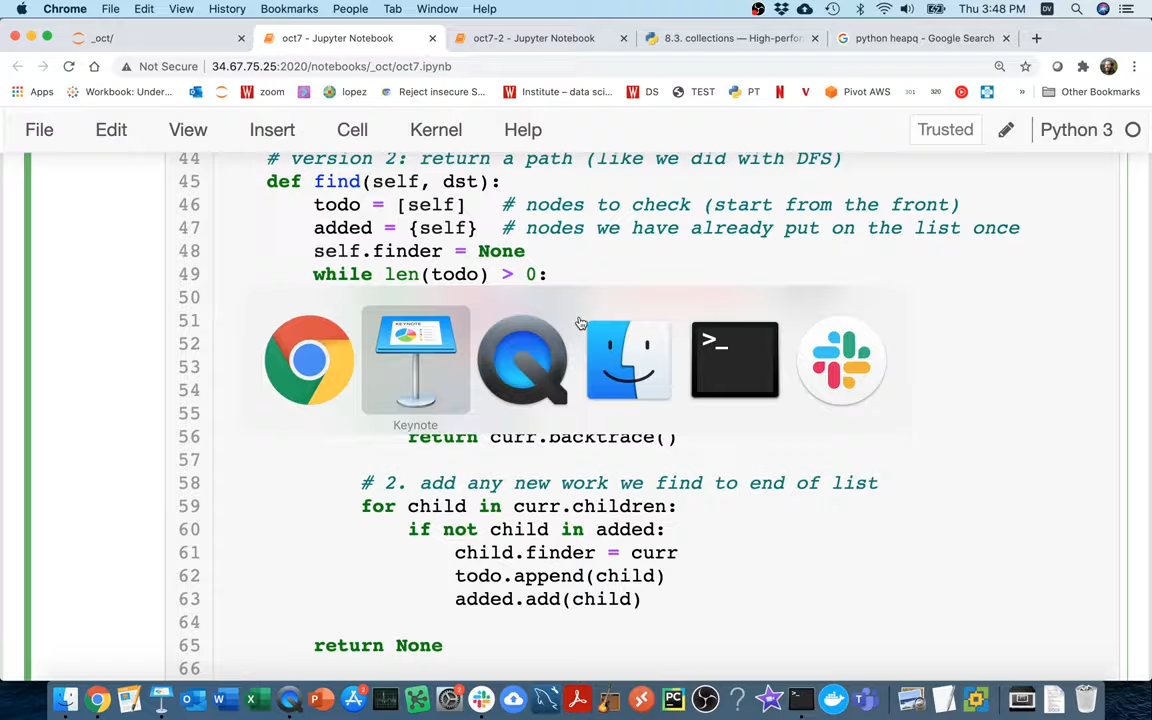 Chrome File Edit View History Bookmarks People Tab Window Help Thu 3:48 PM DV
_oct/ oct7 - Jupyter Notebook oct7-2 - Jupyter Notebook 8.3. collections — High-perfor python heapq - Google Search
Not Secure 34.67.75.25:2020/notebooks/_oct/oct7.ipynb
Apps Workbook: Under... zoom lopez Reject insecure S... Institute – data sci... DS TEST PT V Pivot AWS 301 320 » Other Bookmarks
File Edit View Insert Cell Kernel Help Trusted Python 3
44 # version 2: return a path (like we did with DFS)
45 def find(self, dst):
46 todo = [self] # nodes to check (start from the front)
47 added = {self} # nodes we have already put on the list once
48 self.finder = None
49 while len(todo) > 0:
50
51
52
53
54
Keynote
55
56 return curr.backtrace()
57
58 # 2. add any new work we find to end of list
59 for child in curr.children:
60 if not child in added:
61 child.finder = curr
62 todo.append(child)
63 added.add(child)
64
65 return None
66